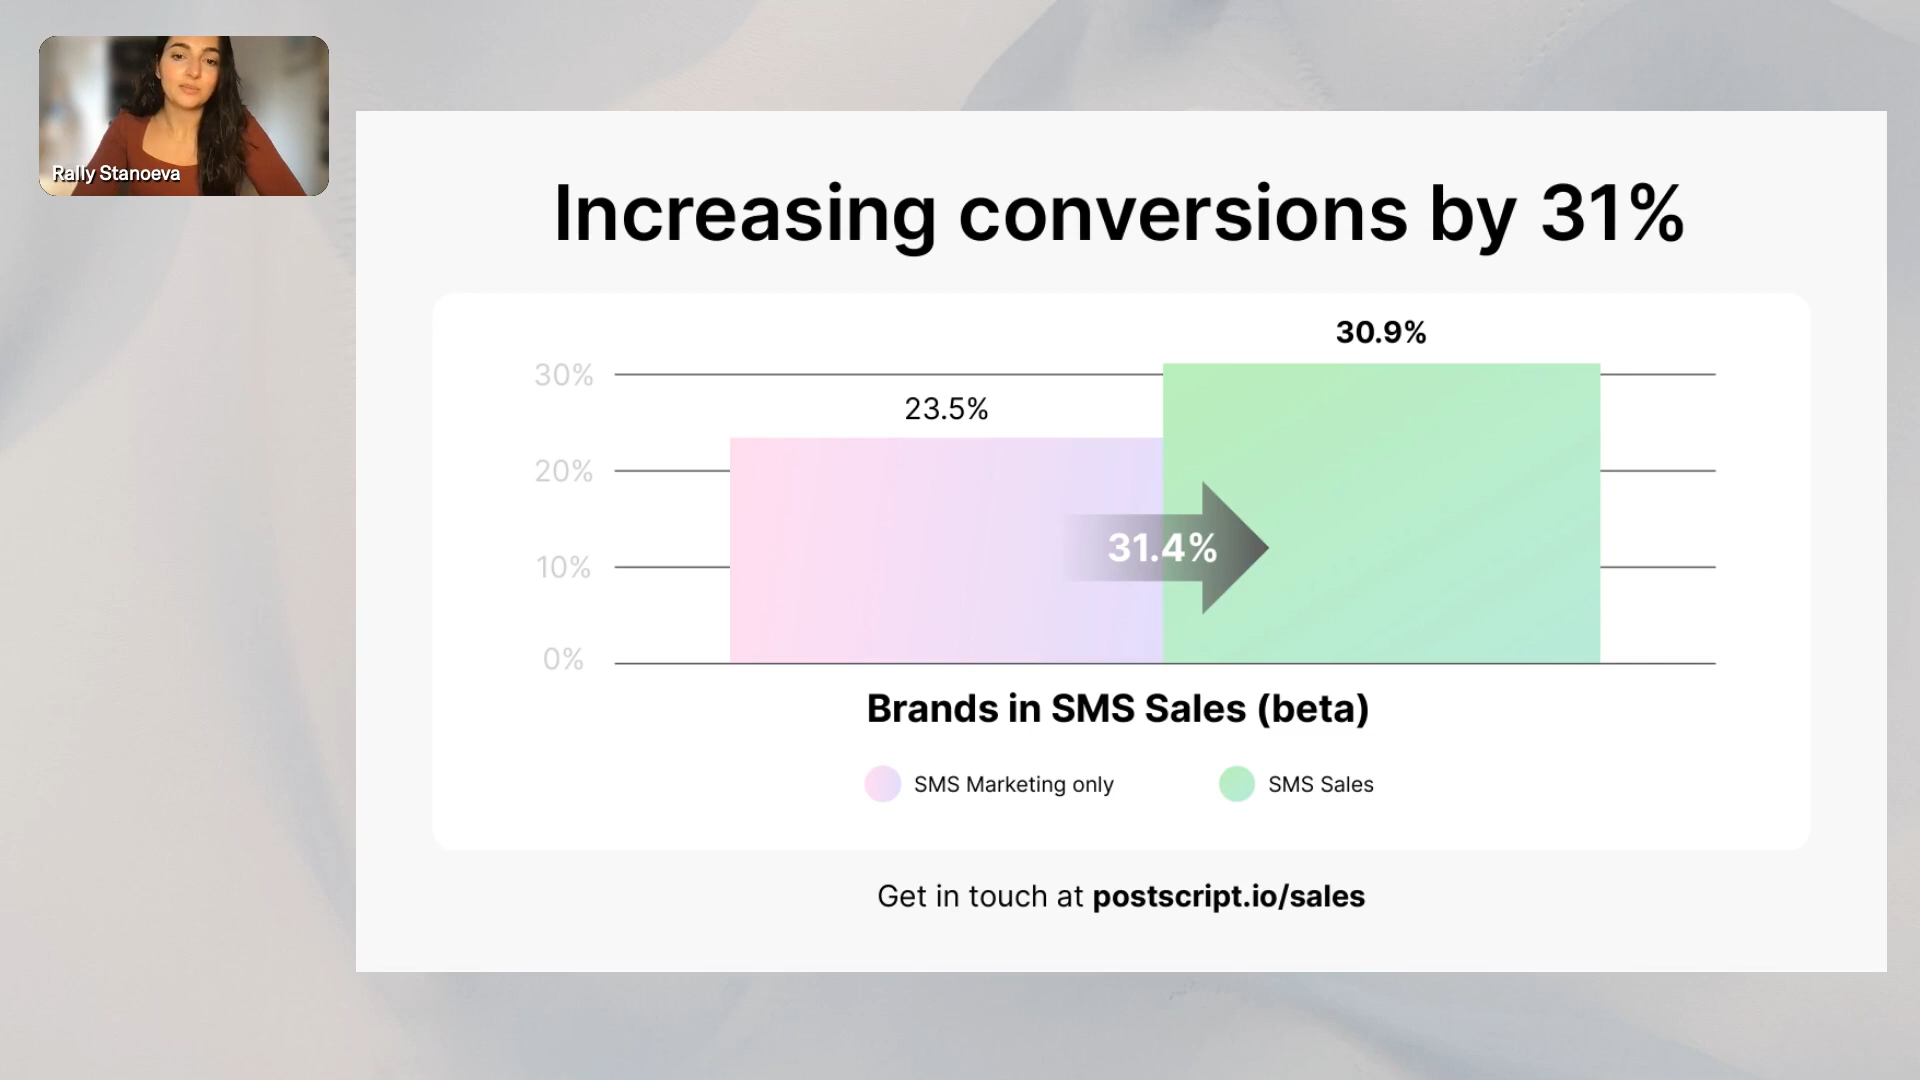 Rally Stanoeva
Increasing conversions by 31%
30.9%
30%
23.5%
20%
31.4%
10%
0%
Brands in SMS Sales (beta)
SMS Marketing only
SMS Sales
Get in touch at postscript.io/sales